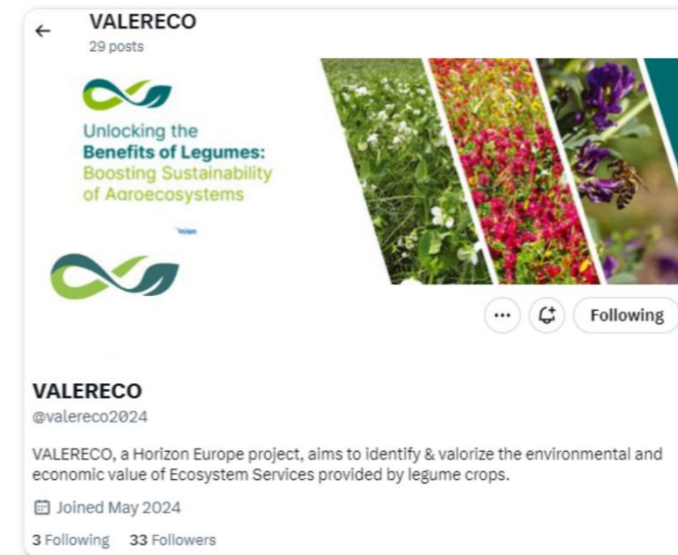 VALERECO
29 posts
Unlocking the
Benefits of Legumes:
Boosting Sustainability
of Agroecosystems
Following
VALERECO
@valereco2024
VALERECO, a Horizon Europe project, aims to identify & valorize the environmental and
economic value of Ecosystem Services provided by legume crops.
Joined May 2024
3 Following 33 Followers